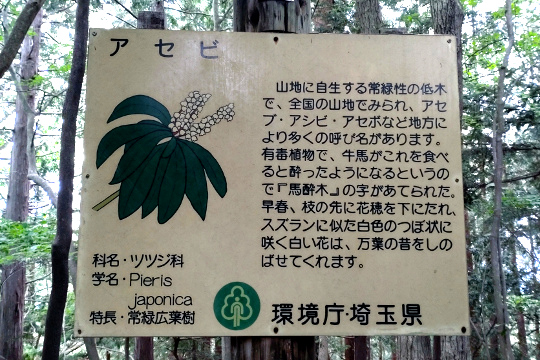 アセビ
山地に自生する常緑性の低木
で、全国の山地でみられ、アセ
ブ・アシビ・アセボなど地方に
より多くの呼び名があります。
有毒植物で、牛馬がこれを食べ
ると酔ったようになるというの
で『馬酔木』の字があてられた。
早春、枝の先に花穂を下にたれ、
スズランに似た白色のつぼ状に
咲く白い花は、万葉の昔をしの
ばせてくれます。
科名・ツツジ科
学名・Pieris
japonica
特長・常緑広葉樹
環境庁・埼玉県